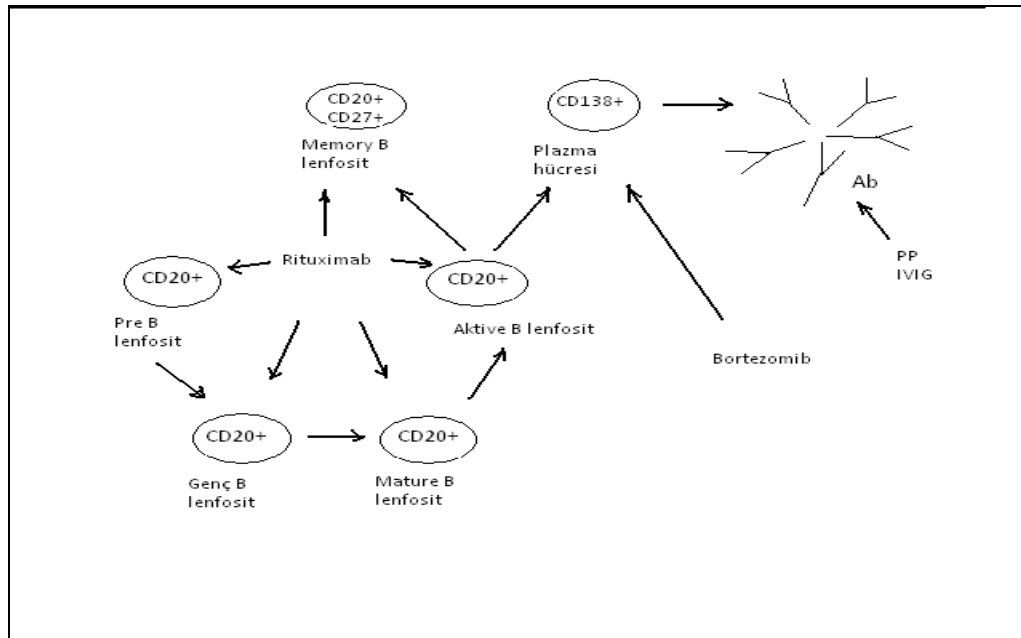 CD20+
CD27+
Memory B
lenfosit
CD138+
Plazma
hücresi
Ab
PP
IVIG
Rituximab
CD20+
Pre B
lenfosit
CD20+
Aktive B lenfosit
Bortezomib
CD20+
Genç B
lenfosit
CD20+
Mature B
lenfosit